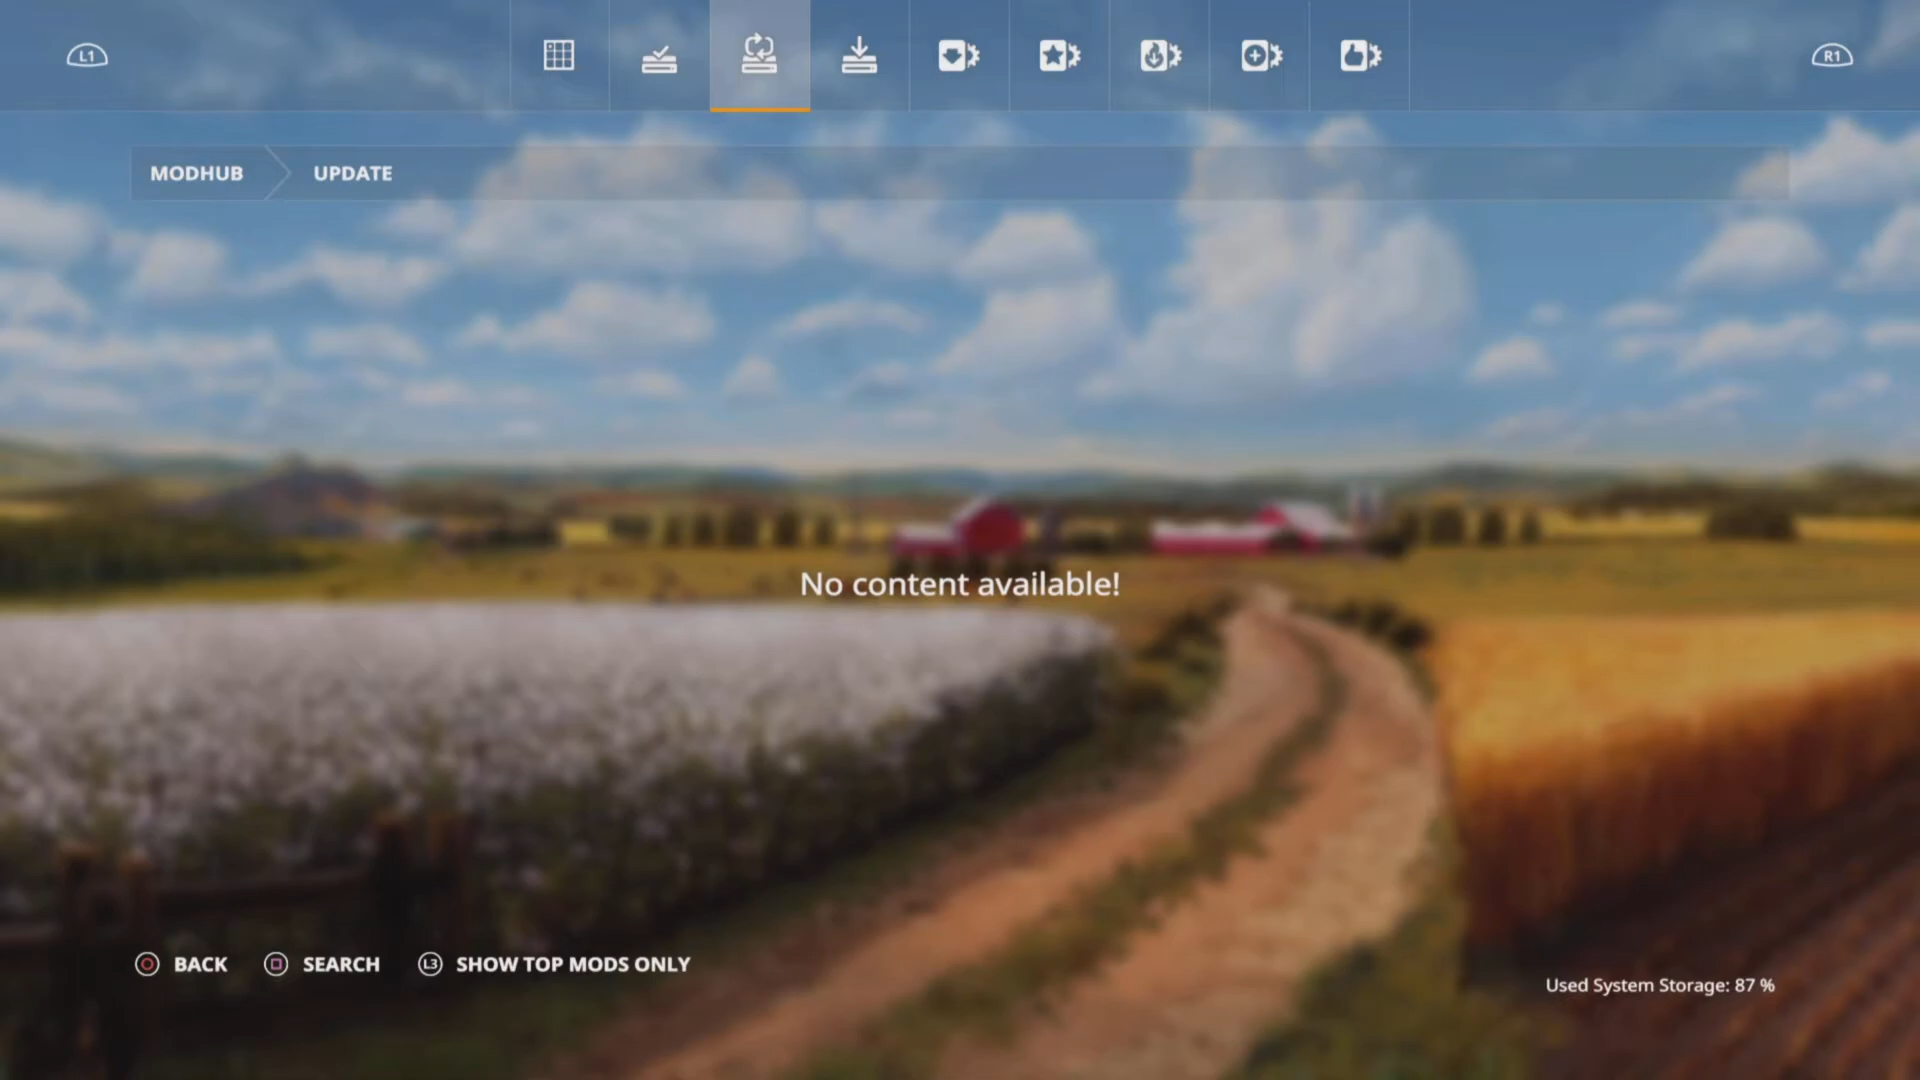 L1
R1
MODHUB
UPDATE
No content available!
BACK
SEARCH
L3 SHOW TOP MODS ONLY
Used System Storage: 87 %